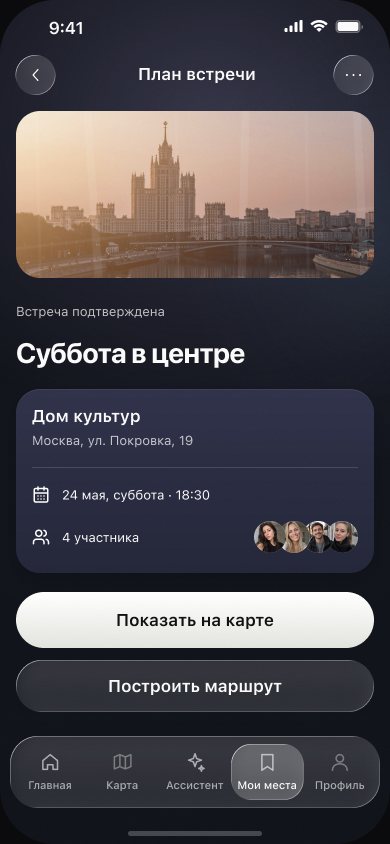 9:41
План встречи
Встреча подтверждена
Суббота в центре
Дом культур
Москва, ул. Покровка, 19
24 мая, суббота · 18:30
4 участника
Показать на карте
Построить маршрут
Главная
Карта
Ассистент
Мои места
Профиль